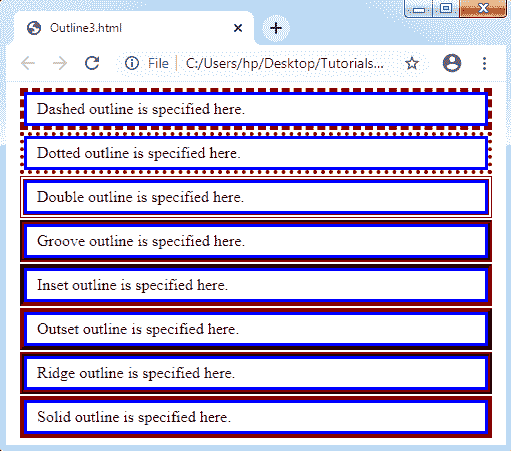 Outline3.html
File
C:/Users/hp/Desktop/Tutorials...
Dashed outline is specified here.
Dotted outline is specified here.
Double outline is specified here.
Groove outline is specified here.
Inset outline is specified here.
Outset outline is specified here.
Ridge outline is specified here.
Solid outline is specified here.